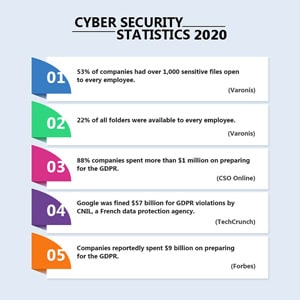 CYBER SECURITY
STATISTICS 2020
01
53% of companies had over 1,000 sensitive files open
to every employee.
(Varonis)
02
22% of all folders were available to every employee.
(Varonis)
03
88% companies spent more than $1 million on preparing
for the GDPR.
(CSO Online)
04
Google was fined $57 billion for GDPR violations by
CNIL, a French data protection agency.
(TechCrunch)
05
Companies reportedly spent $9 billion on preparing
for the GDPR.
(Forbes)